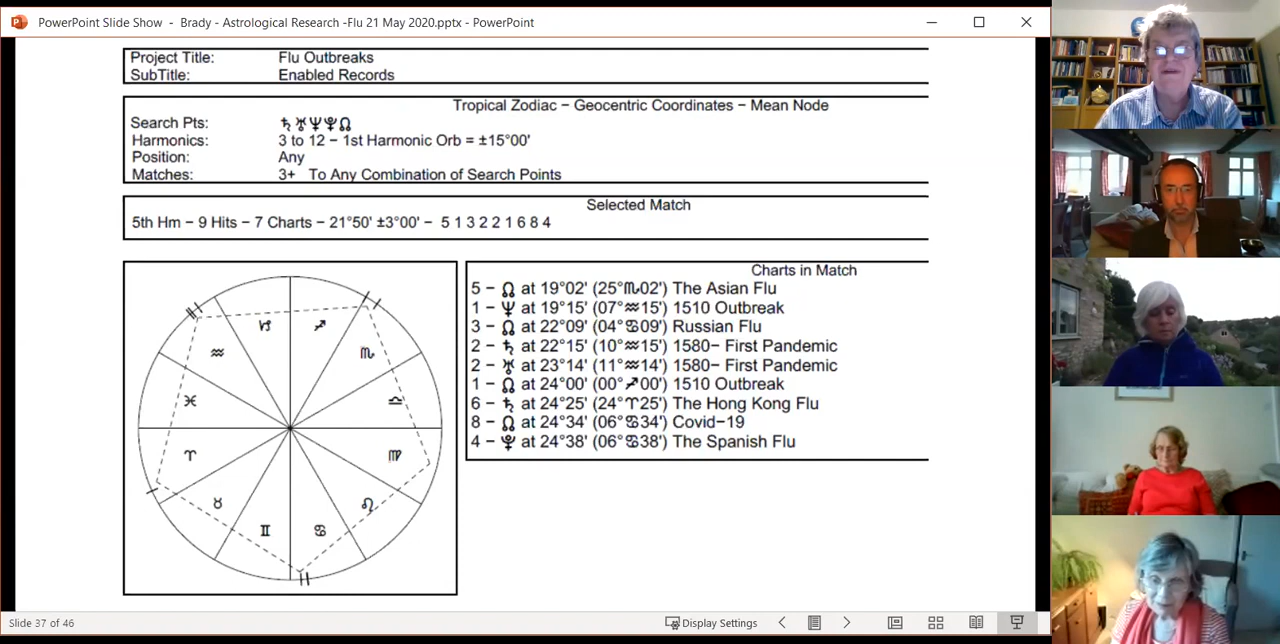 PowerPoint Slide Show - Brady - Astrological Research -Flu 21 May 2020.pptx - PowerPoint
Project Title: Flu Outbreaks
SubTitle: Enabled Records
Tropical Zodiac − Geocentric Coordinates − Mean Node
Search Pts: ♄♅♆♇☊
Harmonics: 3 to 12 − 1st Harmonic Orb = ±15°00'
Position: Any
Matches: 3+ To Any Combination of Search Points
Selected Match
5th Hm − 9 Hits − 7 Charts − 21°50' ±3°00' − 5 1 3 2 2 1 6 8 4
Charts in Match
5 − ☊ at 19°02' (25°♏02') The Asian Flu
1 − ♆ at 19°15' (07°♒15') 1510 Outbreak
3 − ☊ at 22°09' (04°♋09') Russian Flu
2 − ♄ at 22°15' (10°♒15') 1580− First Pandemic
2 − ♅ at 23°14' (11°♒14') 1580− First Pandemic
1 − ☊ at 24°00' (00°♐00') 1510 Outbreak
6 − ♄ at 24°25' (24°♈25') The Hong Kong Flu
8 − ☊ at 24°34' (06°♋34') Covid−19
4 − ♇ at 24°38' (06°♋38') The Spanish Flu
♑ ♐
♒ ♏
♓ ♎
♈ ♍
♉ ♌
♊ ♋
Slide 37 of 46
Display Settings